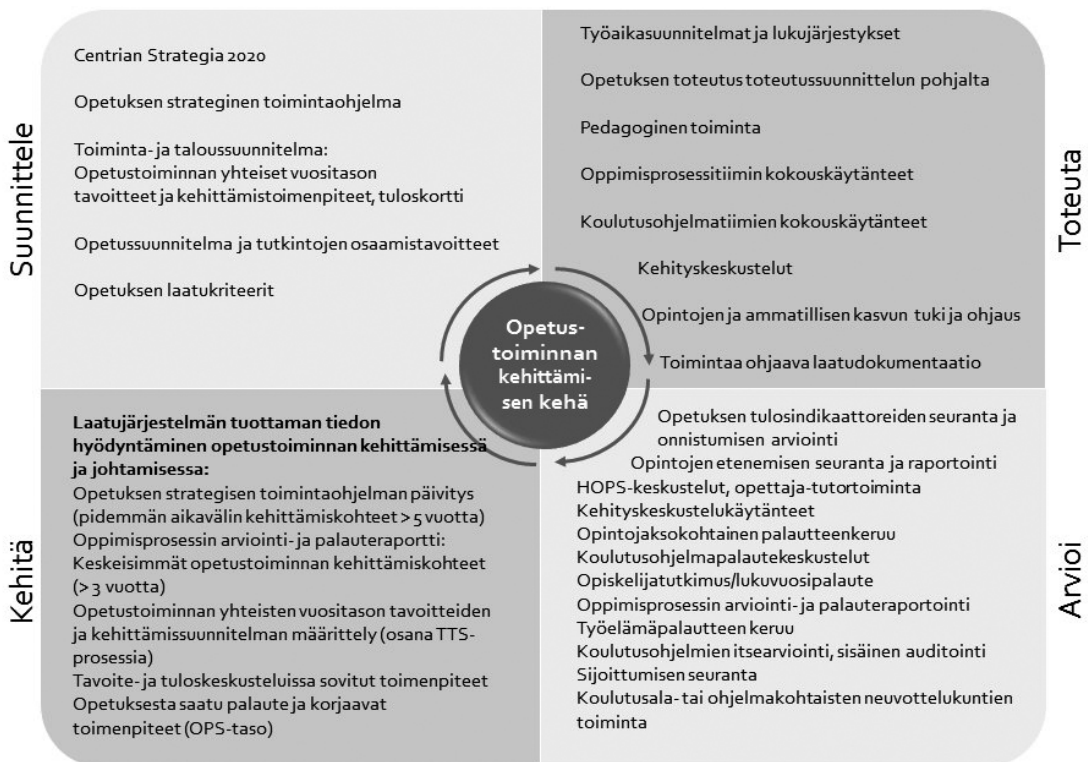 Suunnittele
Centrian Strategia 2020
Opetuksen strateginen toimintaohjelma
Toiminta- ja taloussuunnitelma:
Opetustoiminnan yhteiset vuositason
tavoitteet ja kehittämistoimenpiteet, tuloskortti
Opetussuunnitelma ja tutkintojen osaamistavoitteet
Opetuksen laatukriteerit
Toteuta
Työaikasuunnitelmat ja lukujärjestykset
Opetuksen toteutus toteutussuunnittelun pohjalta
Pedagoginen toiminta
Oppimisprosessitiimin kokouskäytänteet
Koulutusohjelmatiimien kokouskäytänteet
Kehityskeskustelut
Opintojen ja ammatillisen kasvun tuki ja ohjaus
Toimintaa ohjaava laatudokumentaatio
Opetus-
toiminnan
kehittämi-
sen kehä
Kehitä
Laatujärjestelmän tuottaman tiedon
hyödyntäminen opetustoiminnan kehittämisessä
ja johtamisessa:
Opetuksen strategisen toimintaohjelman päivitys
(pidemmän aikavälin kehittämiskohteet > 5 vuotta)
Oppimisprosessin arviointi- ja palauteraportti:
Keskeisimmät opetustoiminnan kehittämiskohteet
(> 3 vuotta)
Opetustoiminnan yhteisten vuositason tavoitteiden
ja kehittämissuunnitelman määrittely (osana TTS-
prosessia)
Tavoite- ja tuloskeskusteluissa sovitut toimenpiteet
Opetuksesta saatu palaute ja korjaavat
toimenpiteet (OPS-taso)
Arvioi
Opetuksen tulosindikaattoreiden seuranta ja
onnistumisen arviointi
Opintojen etenemisen seuranta ja raportointi
HOPS-keskustelut, opettaja-tutortoiminta
Kehityskeskustelukäytänteet
Opintojaksokohtainen palautteenkeruu
Koulutusohjelmapalautekeskustelut
Opiskelijatutkimus/lukuvuosipalaute
Oppimisprosessin arviointi- ja palauteraportointi
Työelämäpalautteen keruu
Koulutusohjelmien itsearviointi, sisäinen auditointi
Sijoittumisen seuranta
Koulutusala- tai ohjelmakohtaisten neuvottelukuntien
toiminta